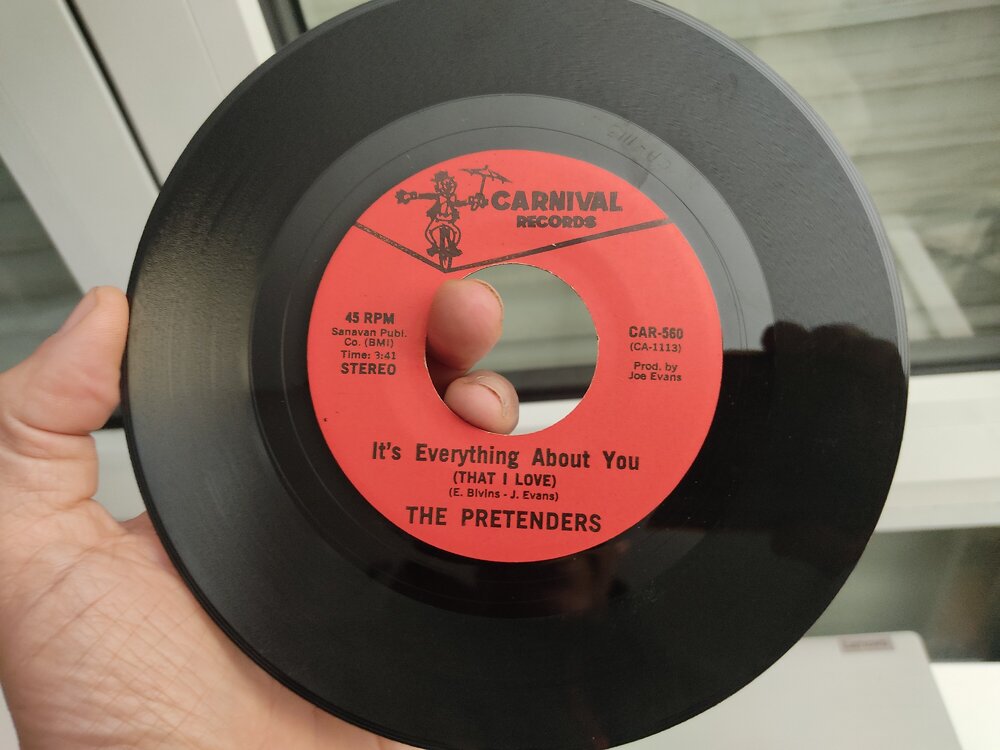 CARNIVAL
RECORDS
45 RPM
Sanavan Publ.
Co. (BMI)
Time: 3:41
STEREO
CAR-560
(CA-1113)
Prod. by
Joe Evans
It's Everything About You
(THAT I LOVE)
(E. Bivins - J. Evans)
THE PRETENDERS